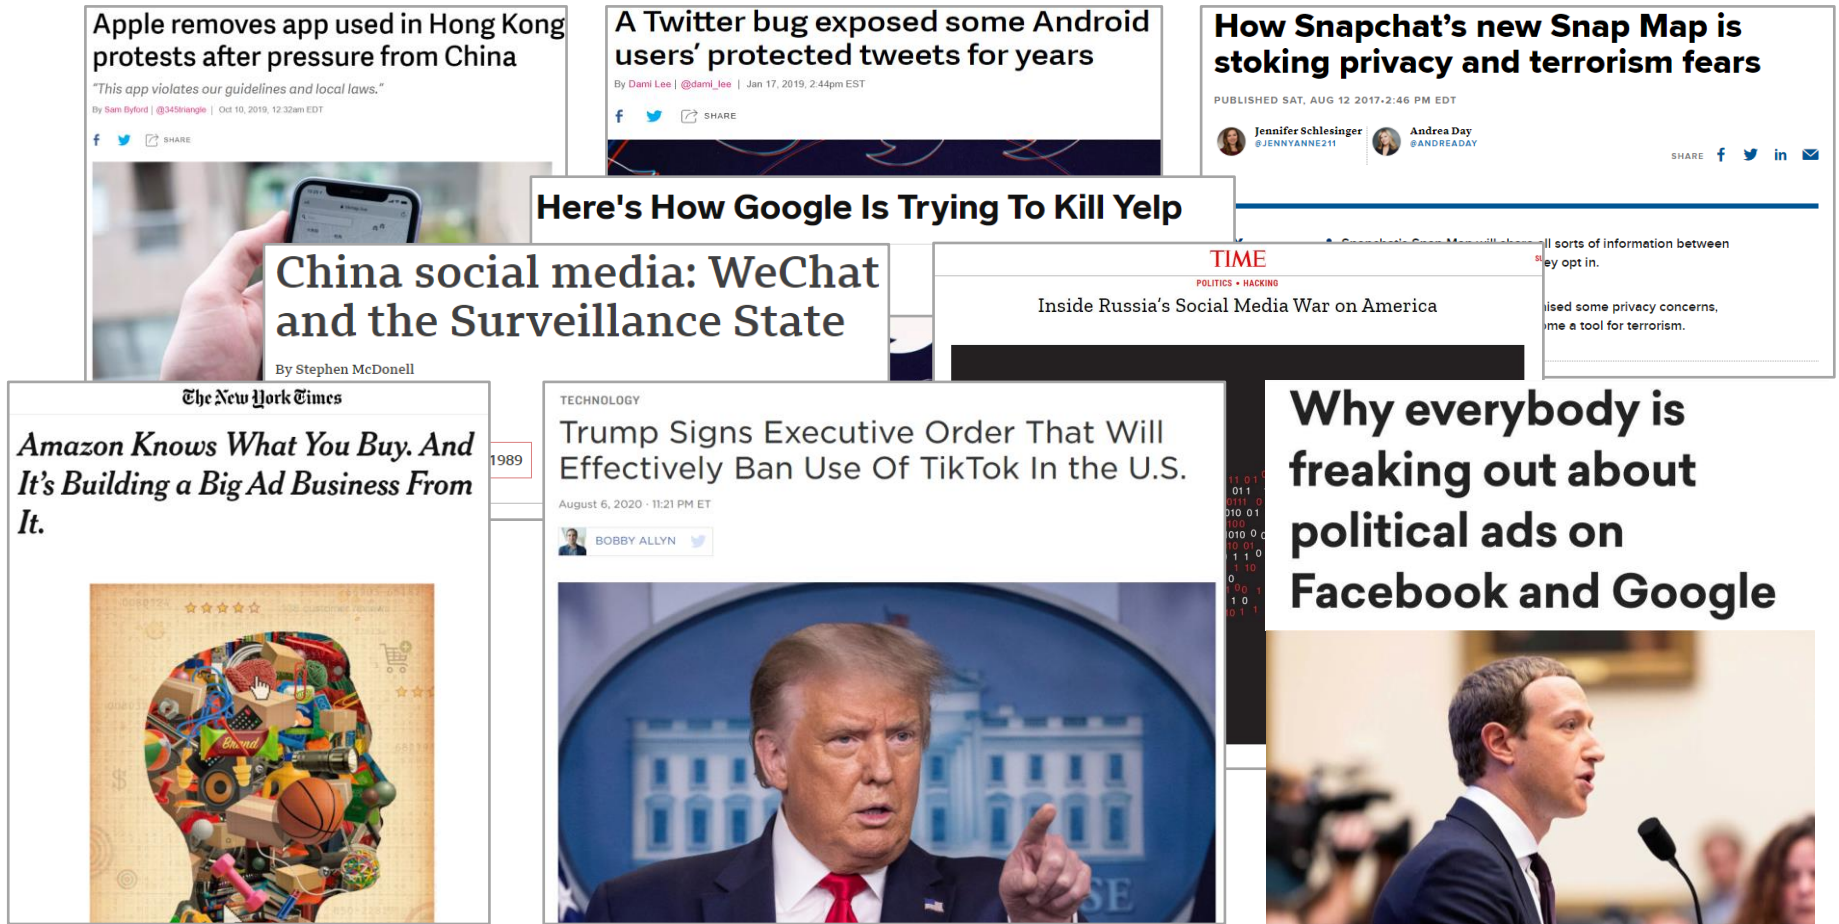 Apple removes app used in Hong Kong
protests after pressure from China
"This app violates our guidelines and local laws."
By Sam Byford | @345triangle | Oct 10, 2019, 12:32am EDT
SHARE
A Twitter bug exposed some Android
users' protected tweets for years
By Dami Lee | @dami_lee | Jan 17, 2019, 2:44pm EST
SHARE
How Snapchat's new Snap Map is
stoking privacy and terrorism fears
PUBLISHED SAT, AUG 12 2017•2:46 PM EDT
Jennifer Schlesinger
@JENNYANNE211
Andrea Day
@ANDREADAY
SHARE
all sorts of information between
ey opt in.
ised some privacy concerns,
me a tool for terrorism.
Here's How Google Is Trying To Kill Yelp
China social media: WeChat
and the Surveillance State
By Stephen McDonell
1989
TIME
POLITICS • HACKING
Inside Russia's Social Media War on America
The New York Times
Amazon Knows What You Buy. And
It's Building a Big Ad Business From
It.
Brand
TECHNOLOGY
Trump Signs Executive Order That Will
Effectively Ban Use Of TikTok In the U.S.
August 6, 2020 · 11:21 PM ET
BOBBY ALLYN
Why everybody is
freaking out about
political ads on
Facebook and Google